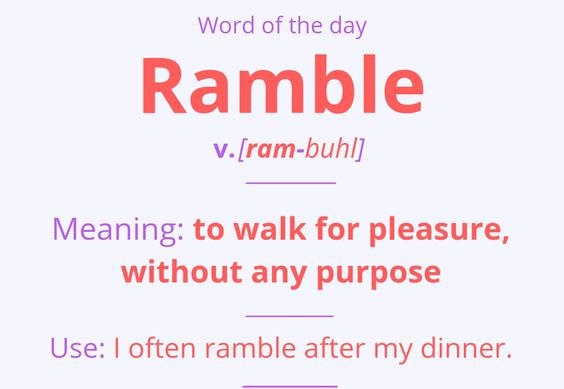 Word of the day
Ramble
v.[ram-buhl]
Meaning: to walk for pleasure,
without any purpose
Use: I often ramble after my dinner.